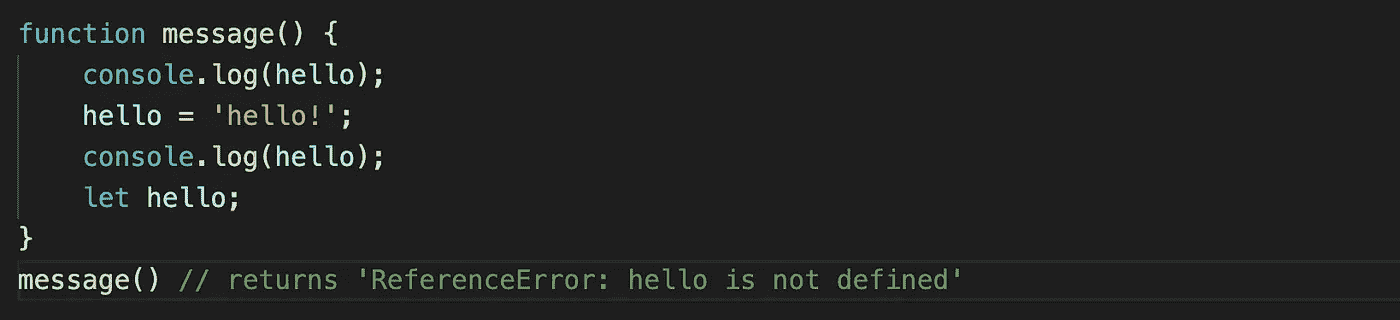 function message() {
    console.log(hello);
    hello = 'hello!';
    console.log(hello);
    let hello;
}
message() // returns 'ReferenceError: hello is not defined'